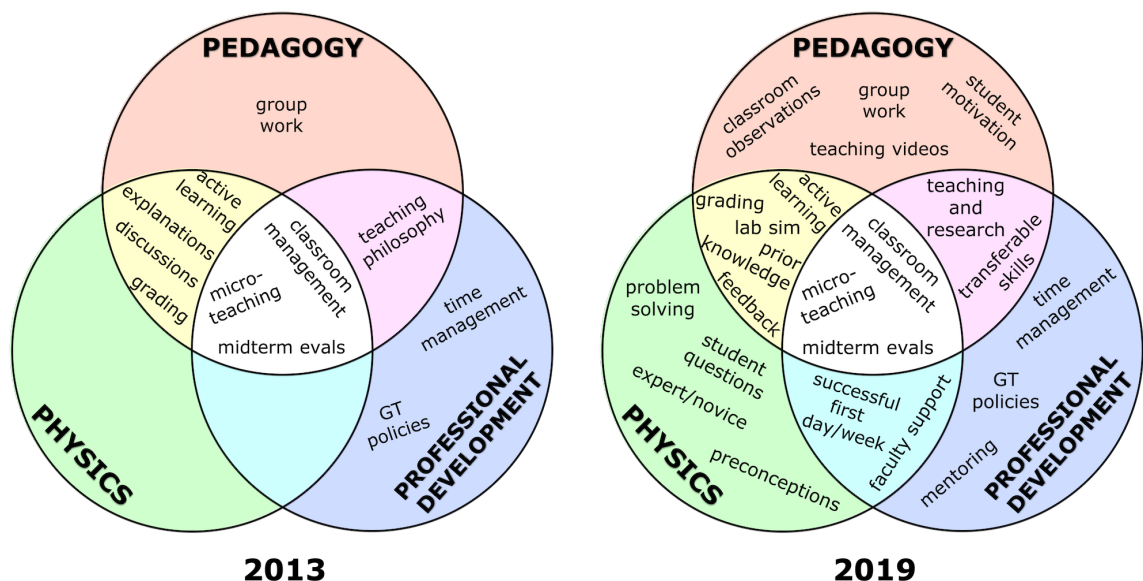 PEDAGOGY
group
work
active
learning
explanations
discussions
grading
teaching
philosophy
classroom
management
micro-
teaching
midterm evals
time
management
GT
policies
PHYSICS
PROFESSIONAL
DEVELOPMENT
2013
PEDAGOGY
classroom
observations
group
work
student
motivation
teaching videos
active
learning
grading
lab sim
prior
knowledge
feedback
teaching
and
research
transferable
skills
classroom
management
micro-
teaching
midterm evals
problem
solving
student
questions
expert/novice
preconceptions
successful
first
day/week
faculty support
time
management
GT
policies
mentoring
PHYSICS
PROFESSIONAL
DEVELOPMENT
2019